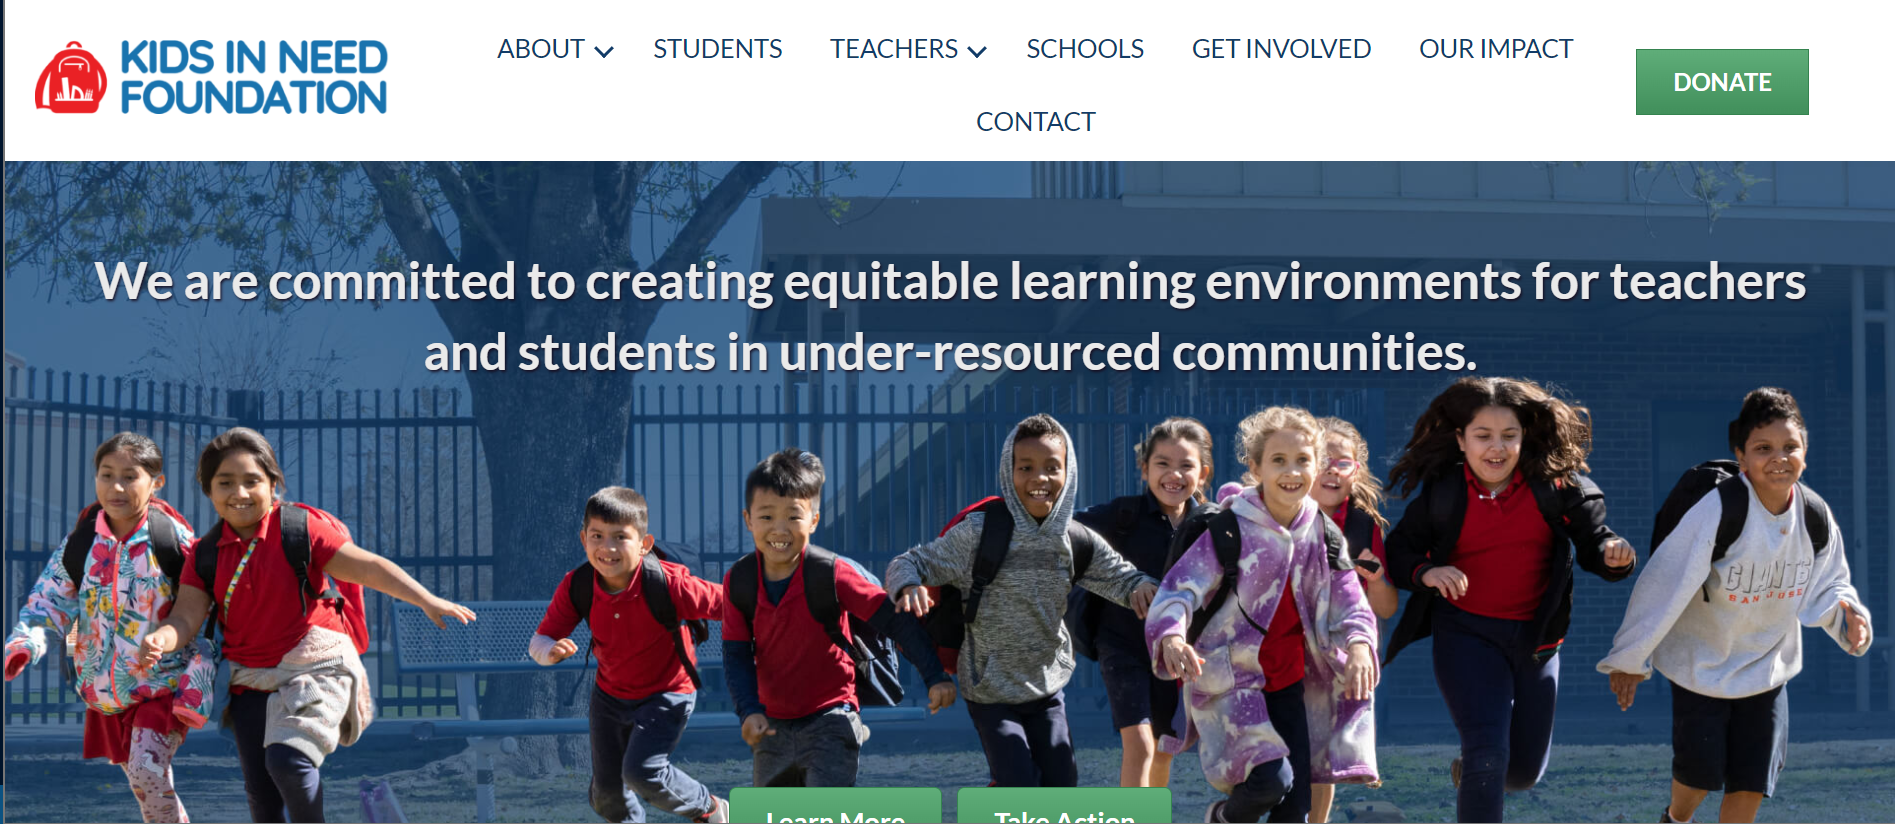 KIDS IN NEED
FOUNDATION
ABOUT
STUDENTS
TEACHERS
SCHOOLS
GET INVOLVED
OUR IMPACT
CONTACT
DONATE
We are committed to creating equitable learning environments for teachers
and students in under-resourced communities.
GIANTS
SAN JOSE
Learn More
Take Action